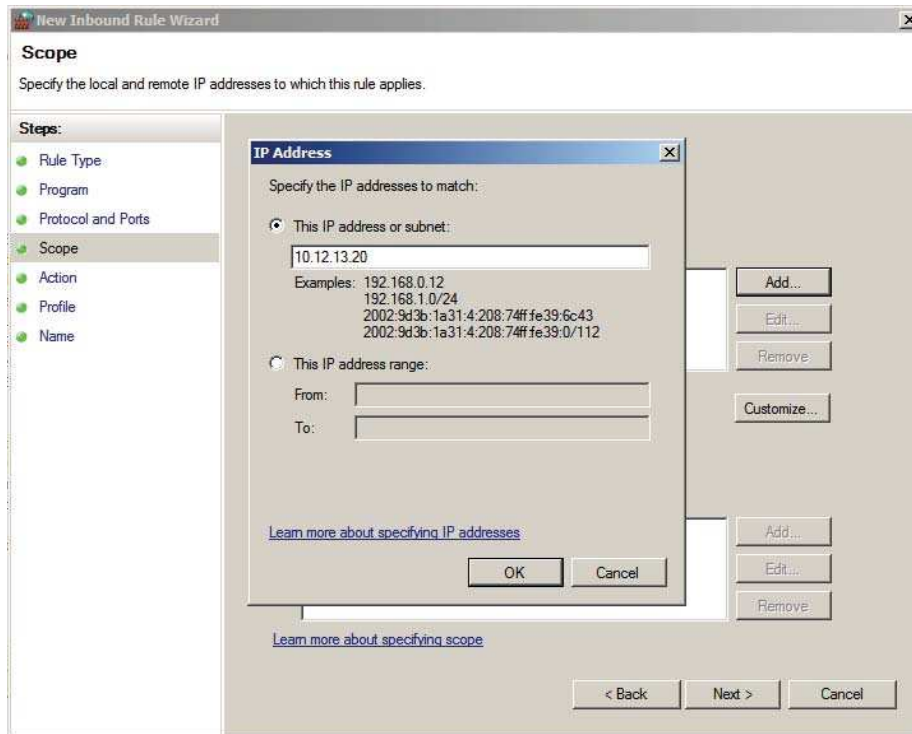 New Inbound Rule Wizard
Scope
Specify the local and remote IP addresses to which this rule applies.
Steps:
Rule Type
Program
Protocol and Ports
Scope
Action
Profile
Name
IP Address
Specify the IP addresses to match:
This IP address or subnet:
10.12.13.20
Examples: 192.168.0.12
192.168.1.0/24
2002:9d3b:1a31:4:208:74ff:fe39:6c43
2002:9d3b:1a31:4:208:74ff:fe39:0/112
This IP address range:
From:
To:
Learn more about specifying IP addresses
OK Cancel
Add...
Edit...
Remove
Customize...
Add...
Edit...
Remove
Learn more about specifying scope
< Back Next > Cancel